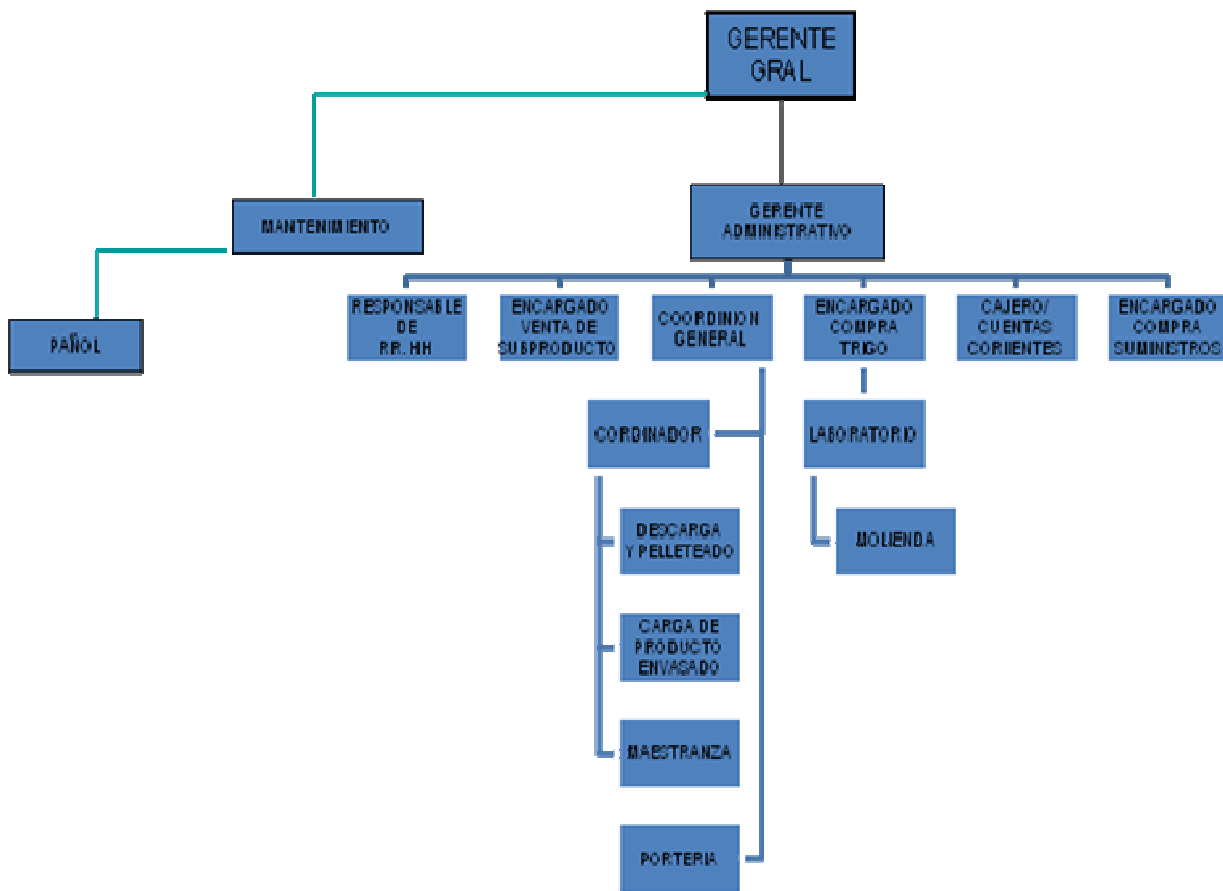 GERENTE
GRAL
MANTENIMIENTO
GERENTE
ADMINISTRATIVO
PAÑOL
RESPONSABLE
DE
RR. HH
ENCARGADO
VENTA DE
SUBPRODUCTO
COORDINION
GENERAL
ENCARGADO
COMPRA
TRIGO
CAJERO/
CUENTAS
CORIIENTES
ENCARGADO
COMPRA
SUMINISTROS
CORDINADOR
LABORATORIO
DESCARGA
Y PELLETEADO
MOLIENDA
CARGA DE
PRODUCTO
ENVASADO
MAESTRANZA
PORTERIA